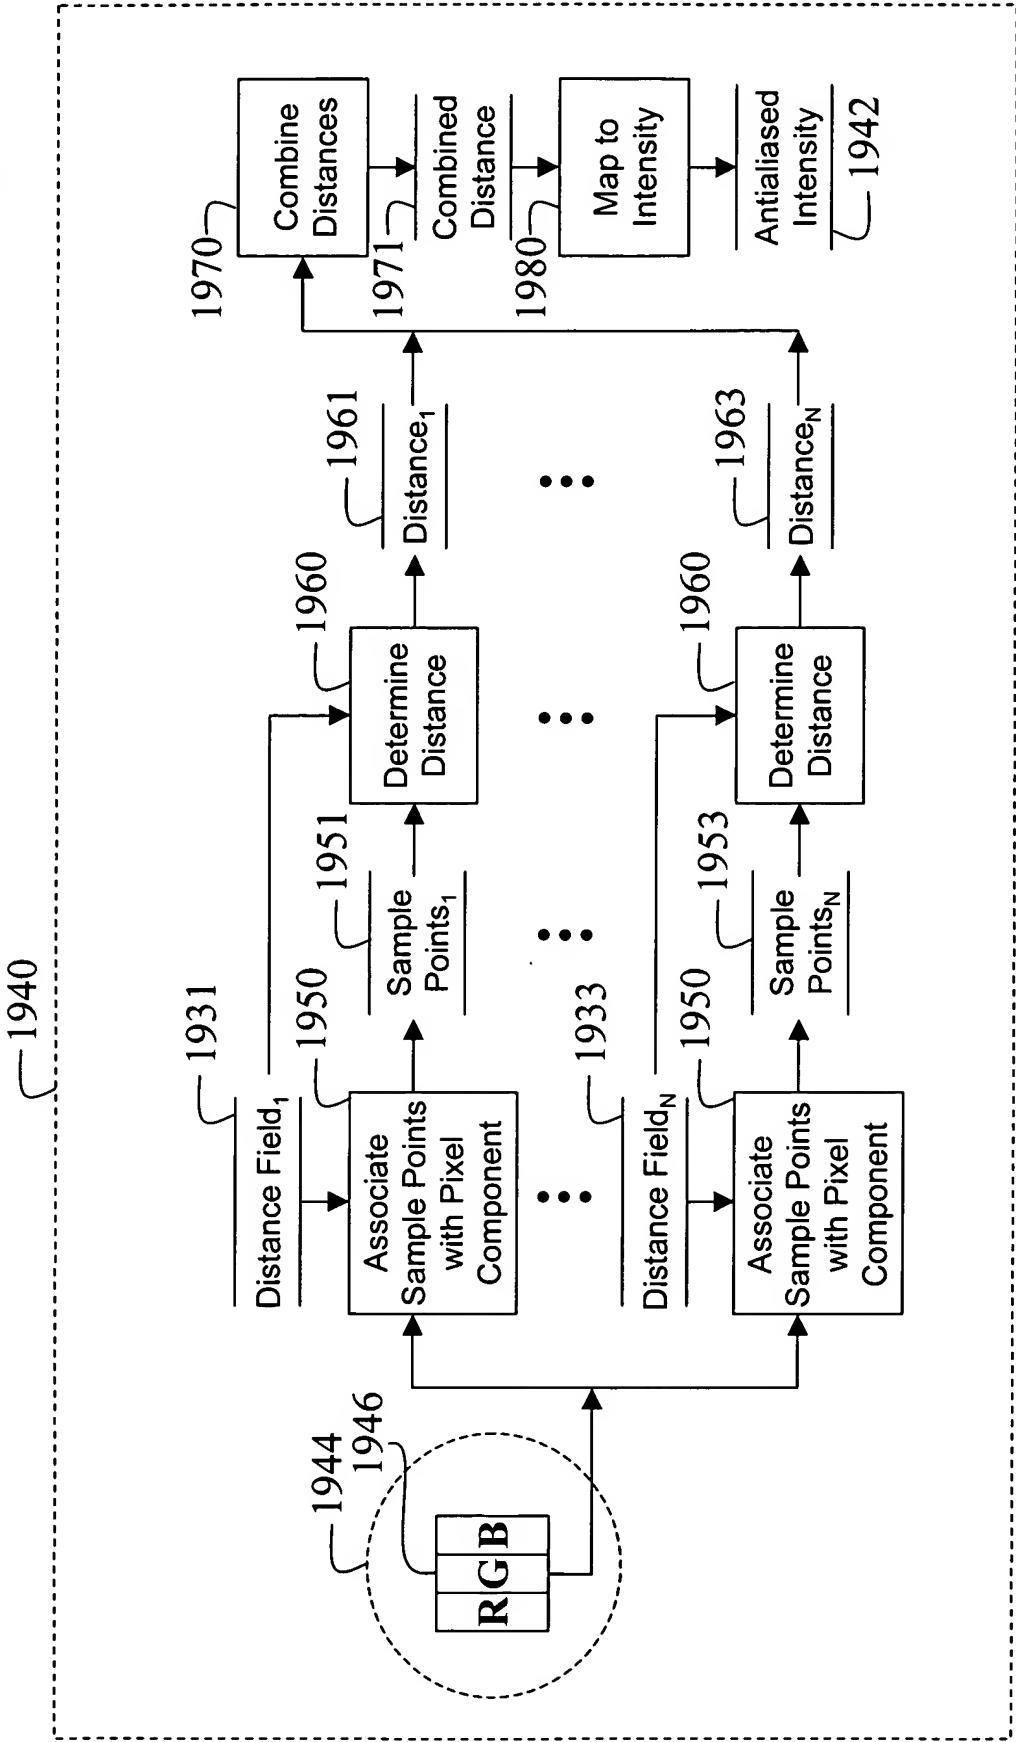 1940
1944
1946
R G B
1931
Distance Field1
1950
Associate
Sample Points
with Pixel
Component
1951
Sample
Points1
1960
Determine
Distance
1961
Distance1
1933
Distance FieldN
1950
Associate
Sample Points
with Pixel
Component
1953
Sample
PointsN
1960
Determine
Distance
1963
DistanceN
1970
Combine
Distances
1971
Combined
Distance
1980
Map to
Intensity
Antialiased
Intensity
1942